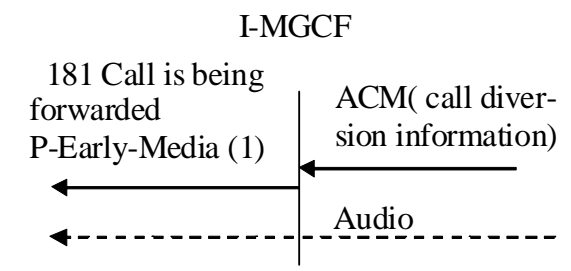 I-MGCF
181 Call is being
forwarded
P-Early-Media (1)
ACM( call diver-
sion information)
Audio